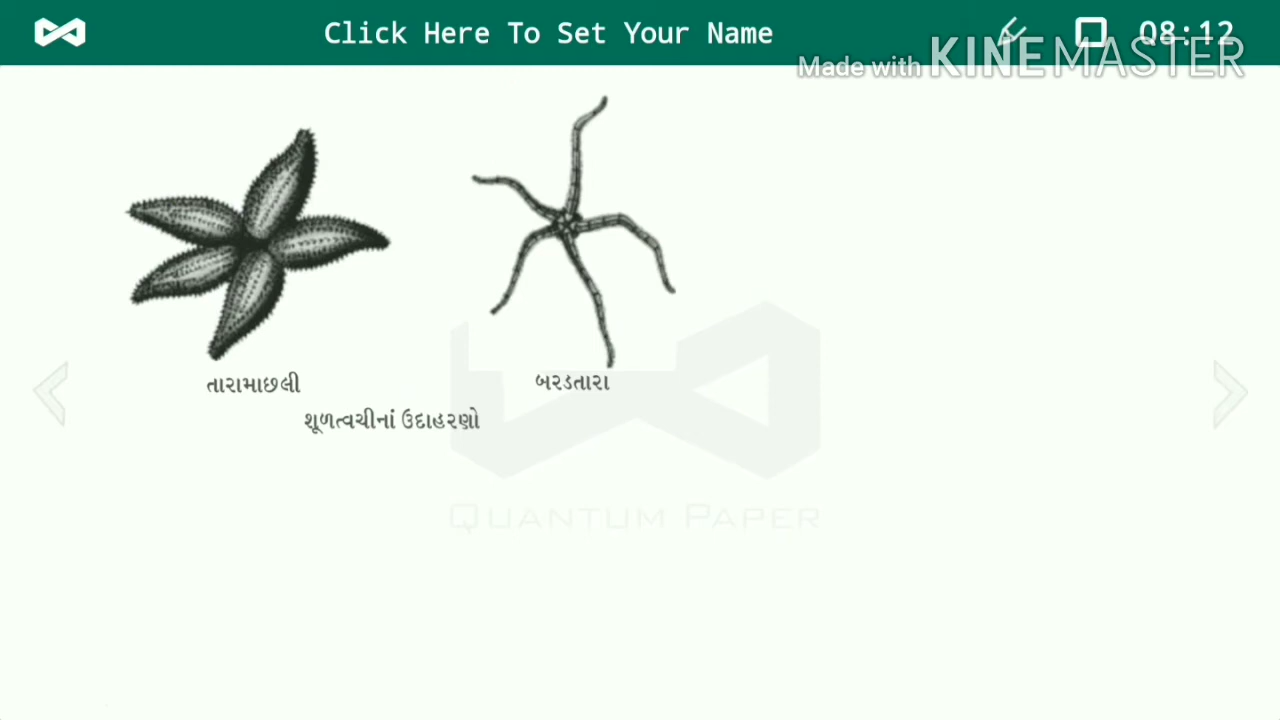 Click Here To Set Your Name
08:12
Made with KINEMASTER
તારામાછલી
બરડતારા
શૂળત્વચીનાં ઉદાહરણો
QUANTUM PAPER